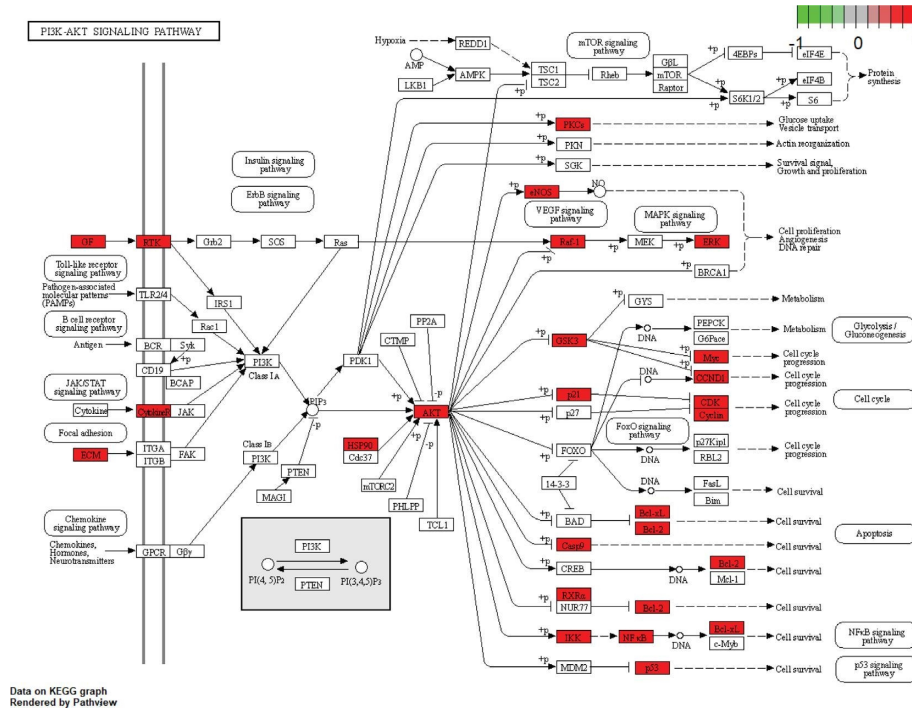 PI3K-AKT SIGNALING PATHWAY
-1 0
Hypoxia
REDD1
mTOR signaling
pathway
AMP
LKB1
AMPK
TSC1
TSC2
Rheb
GβL
mTOR
Raptor
+p
4EBPs
eIF4E
eIF4B
S6K1/2
S6
Protein
synthesis
PKCs
Glucose uptake
Vesicle transport
PKN
Actin reorganization
SGK
Survival signal,
Growth and proliferation
Insulin signaling
pathway
ErbB signaling
pathway
eNOS
NO
VEGF signaling
pathway
MAPK signaling
pathway
GF
RTK
Grb2
SOS
Ras
Raf-1
MEK
ERK
Cell proliferation
Angiogenesis
DNA repair
BRCA1
Toll-like receptor
signaling pathway
Pathogen-associated
molecular patterns
(PAMPs)
TLR2/4
IRS1
Rac1
B cell receptor
signaling pathway
Antigen
BCR
Syk
CD19
BCAP
PI3K
Class IA
PDK1
CTMP
PP2A
GYS
Metabolism
GSK3
DNA
PEPCK
G6Pace
Metabolism
Glycolysis /
Gluconeogenesis
Myc
Cell cycle
progression
CCND1
Cell cycle
progression
JAK/STAT
signaling pathway
Cytokine
CytokineR
JAK
PIP3
AKT
p21
p27
CDK
Cyclin
Cell cycle
progression
Cell cycle
Focal adhesion
ECM
ITGA
ITGB
FAK
Class IB
PI3K
PTEN
MAGI
HSP90
Cdc37
mTORC2
PHLPP
TCL1
FoxO signaling
pathway
FOXO
DNA
p27Kip1
RBL2
Cell cycle
progression
14-3-3
DNA
FasL
Bim
Cell survival
BAD
Bcl-xL
Bcl-2
Cell survival
Casp9
Cell survival
Apoptosis
Chemokine
signaling pathway
Chemokines,
Hormones,
Neurotransmitters
GPCR
Gβγ
PI3K
PTEN
PI(4, 5)P2
PI(3,4,5)P3
CREB
DNA
Bcl-2
Mcl-1
Cell survival
RXRα
NUR77
Bcl-2
Cell survival
IKK
NFκB
DNA
Bcl-xL
c-Myb
Cell survival
NFκB signaling
pathway
MDM2
p53
Cell survival
p53 signaling
pathway
Data on KEGG graph
Rendered by Pathview